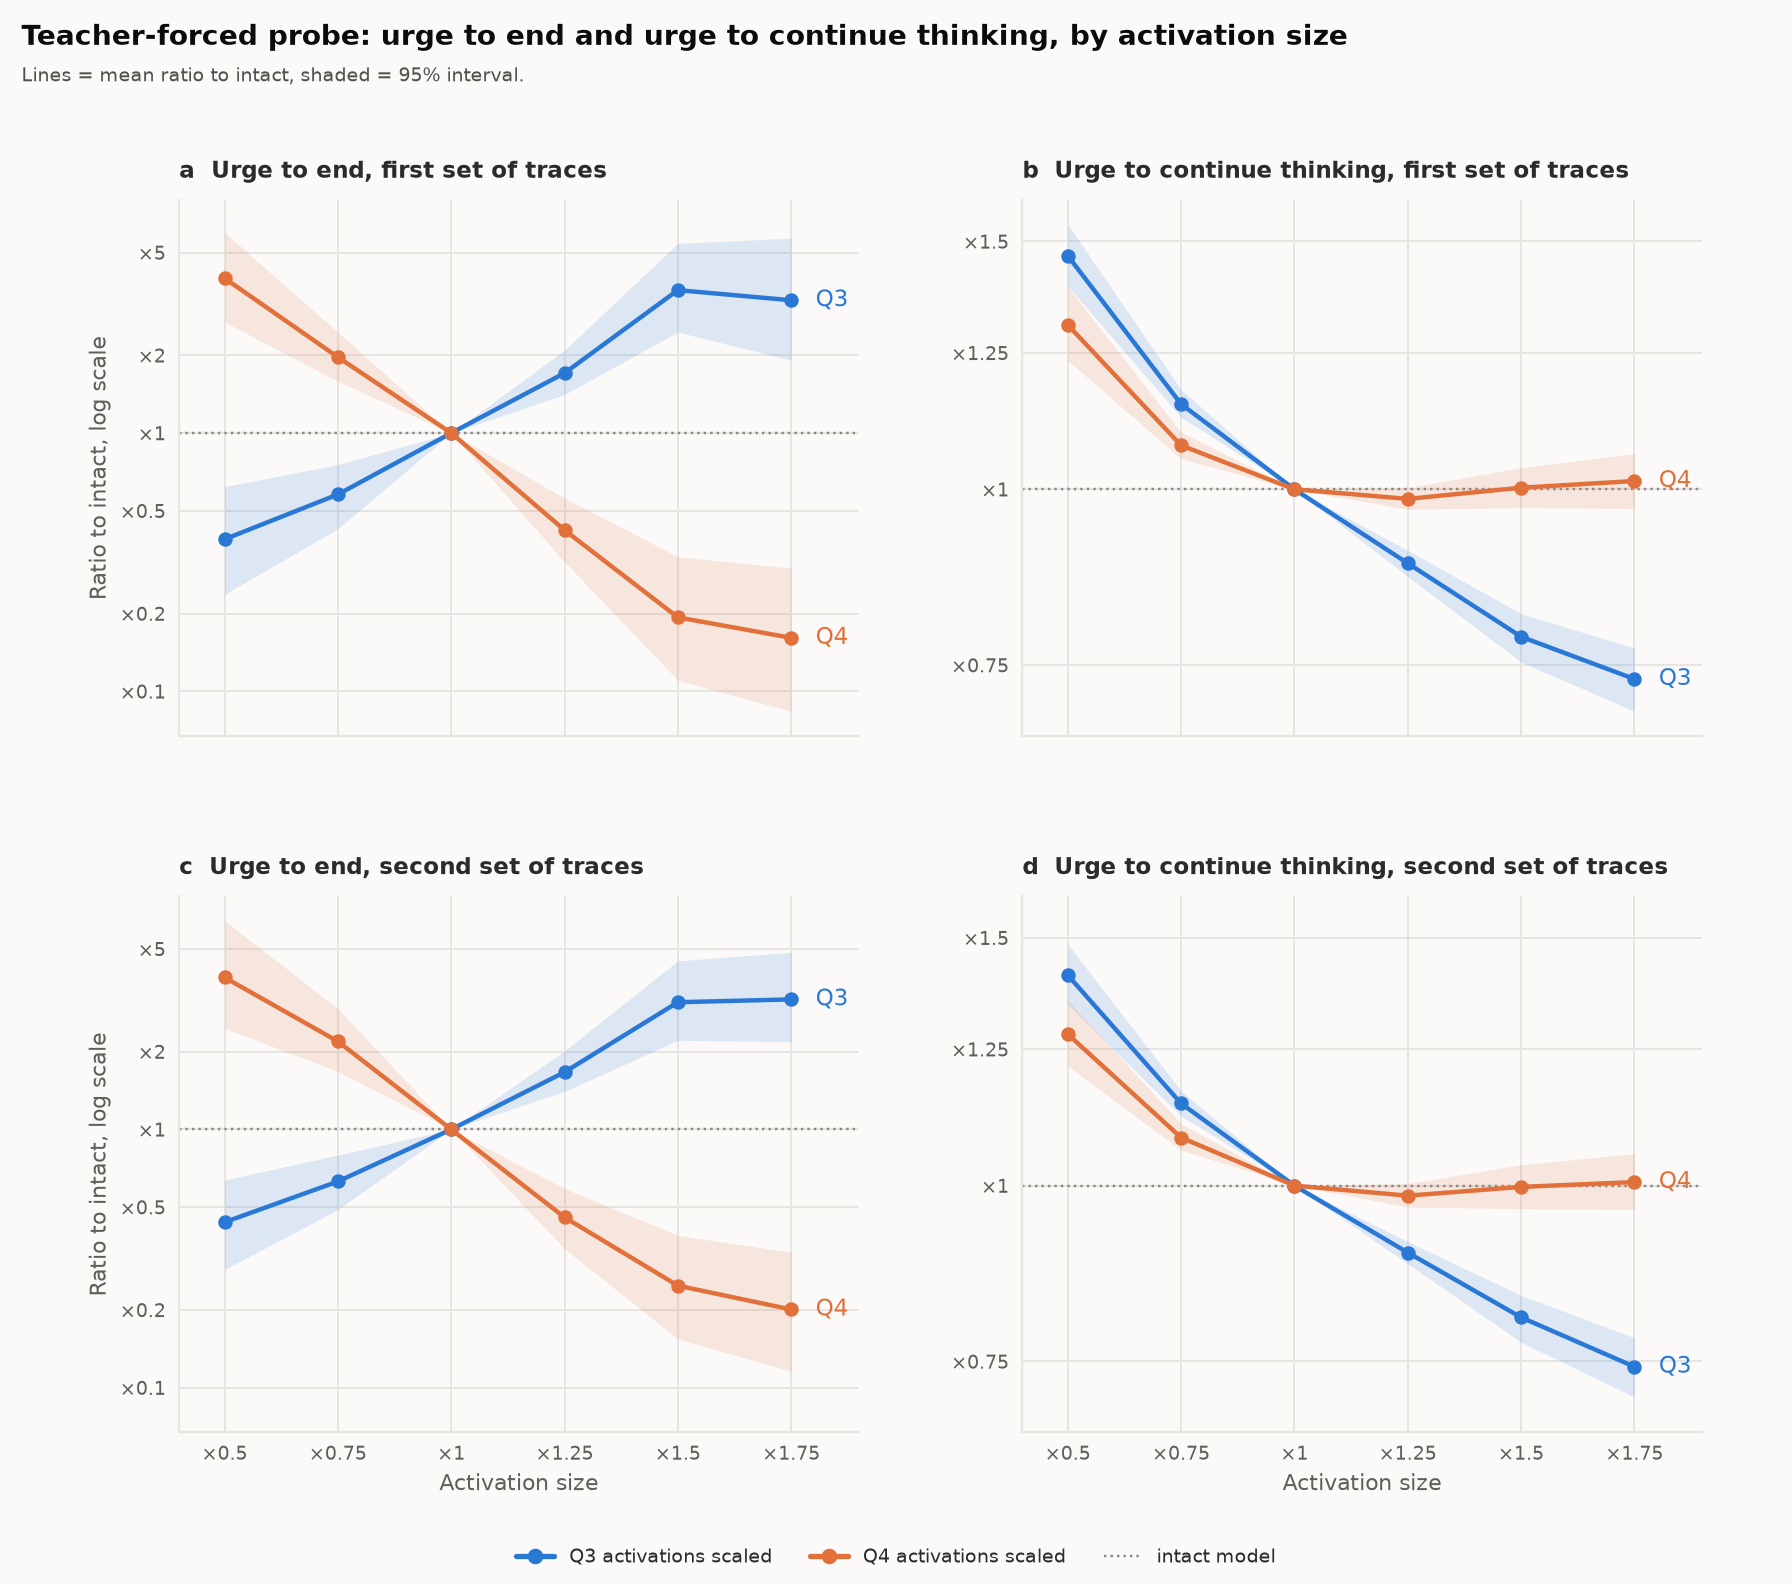 Teacher-forced probe: urge to end and urge to continue thinking, by activation size
Lines = mean ratio to intact, shaded = 95% interval.
a Urge to end, first set of traces
×5
×2
×1
×0.5
×0.2
×0.1
Ratio to intact, log scale
Q3
Q4
b Urge to continue thinking, first set of traces
×1.5
×1.25
×1
×0.75
Q4
Q3
c Urge to end, second set of traces
×5
×2
×1
×0.5
×0.2
×0.1
Ratio to intact, log scale
Q3
Q4
×0.5 ×0.75 ×1 ×1.25 ×1.5 ×1.75
Activation size
d Urge to continue thinking, second set of traces
×1.5
×1.25
×1
×0.75
Q4
Q3
×0.5 ×0.75 ×1 ×1.25 ×1.5 ×1.75
Activation size
Q3 activations scaled Q4 activations scaled intact model